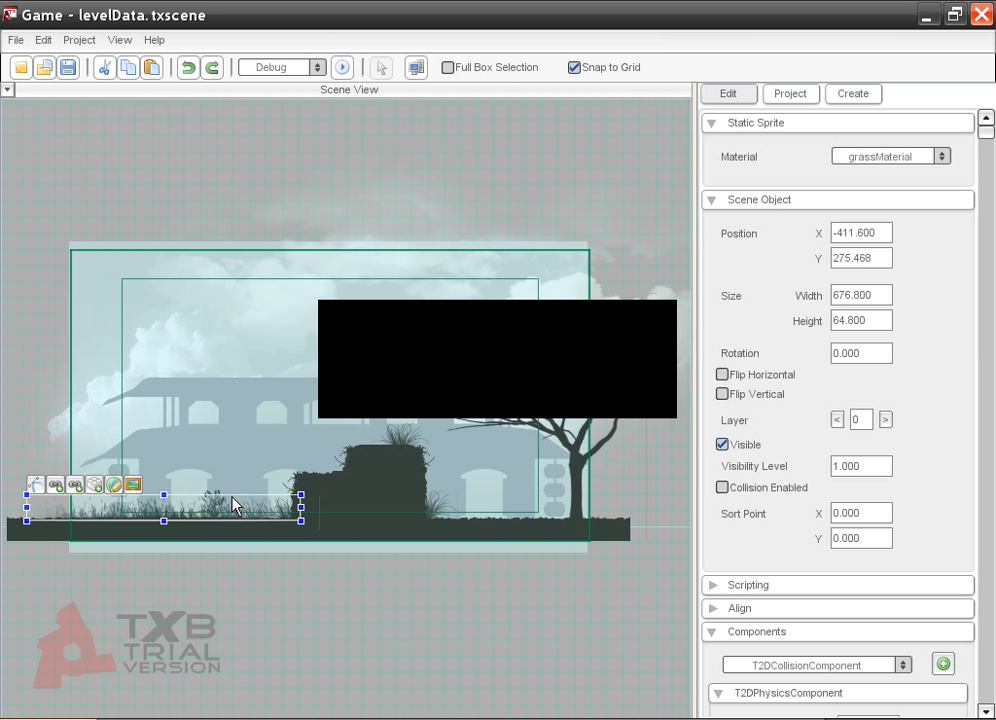 Game - levelData.txscene
File Edit Project View Help
Debug Full Box Selection Snap to Grid
Scene View
Edit Project Create
Static Sprite
Material grassMaterial
Scene Object
Position X -411.600
Y 275.468
Size Width 676.800
Height 64.800
Rotation 0.000
Flip Horizontal
Flip Vertical
Layer < 0 >
Visible
Visibility Level 1.000
Collision Enabled
Sort Point X 0.000
Y 0.000
Scripting
Align
Components
T2DCollisionComponent
T2DPhysicsComponent
TXB
TRIAL
VERSION